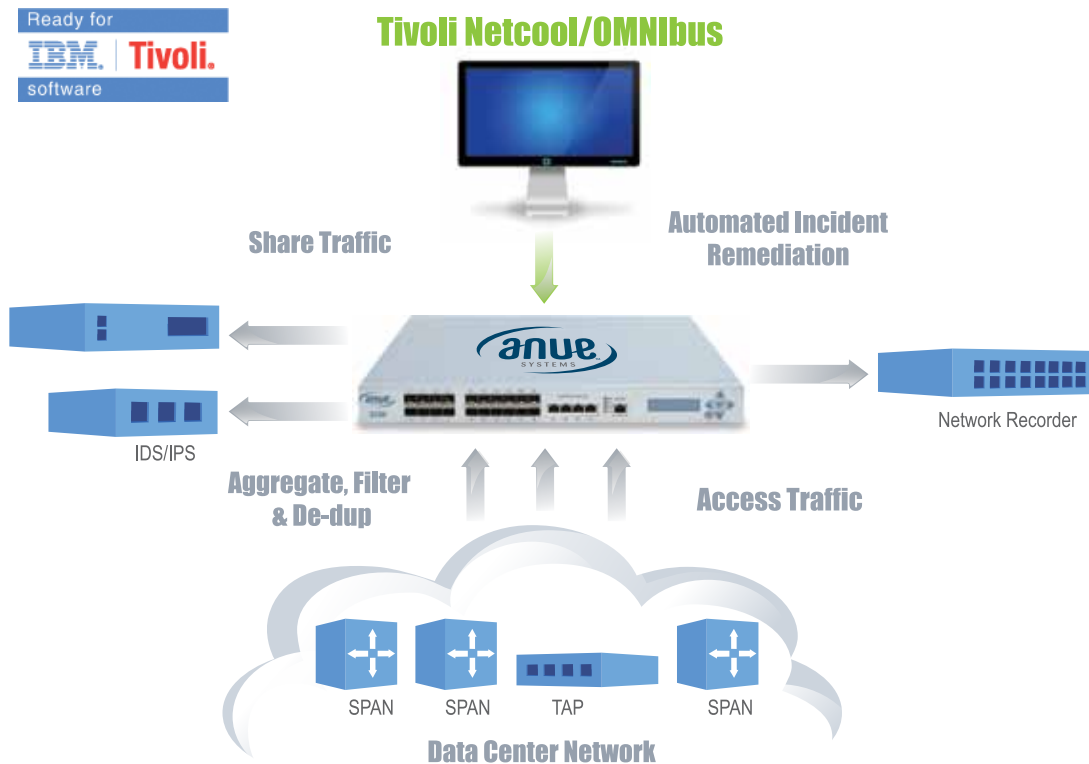 Ready for
IBM. Tivoli.
software
Tivoli Netcool/OMNIbus
Share Traffic
Automated Incident
Remediation
anue
SYSTEMS
anue
Network Recorder
IDS/IPS
Aggregate, Filter
& De-dup
Access Traffic
SPAN
SPAN
TAP
SPAN
Data Center Network